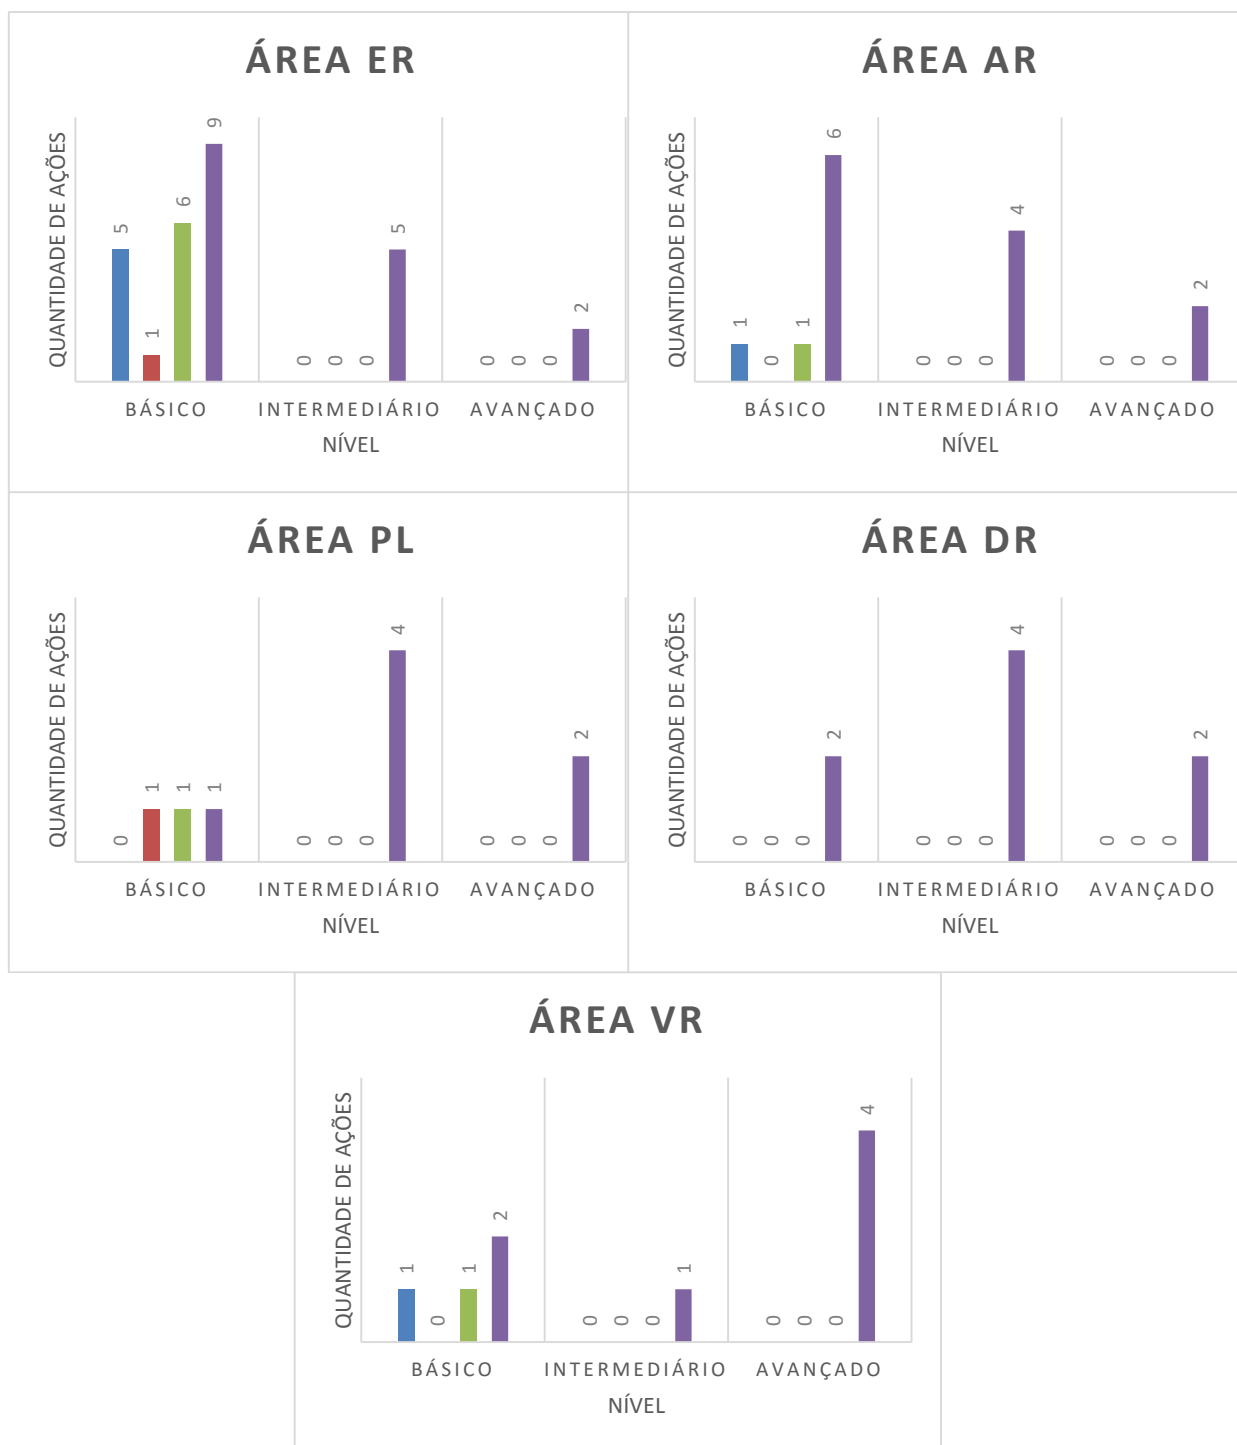 ÁREA ER
QUANTIDADE DE AÇÕES
5 1 6 9 0 0 0 5 0 0 0 2
BÁSICO INTERMEDIÁRIO AVANÇADO
NÍVEL
ÁREA AR
QUANTIDADE DE AÇÕES
1 0 1 6 0 0 0 4 0 0 0 2
BÁSICO INTERMEDIÁRIO AVANÇADO
NÍVEL
ÁREA PL
QUANTIDADE DE AÇÕES
0 1 1 1 0 0 0 4 0 0 0 2
BÁSICO INTERMEDIÁRIO AVANÇADO
NÍVEL
ÁREA DR
QUANTIDADE DE AÇÕES
0 0 0 2 0 0 0 4 0 0 0 2
BÁSICO INTERMEDIÁRIO AVANÇADO
NÍVEL
ÁREA VR
QUANTIDADE DE AÇÕES
1 0 1 2 0 0 0 1 0 0 0 4
BÁSICO INTERMEDIÁRIO AVANÇADO
NÍVEL